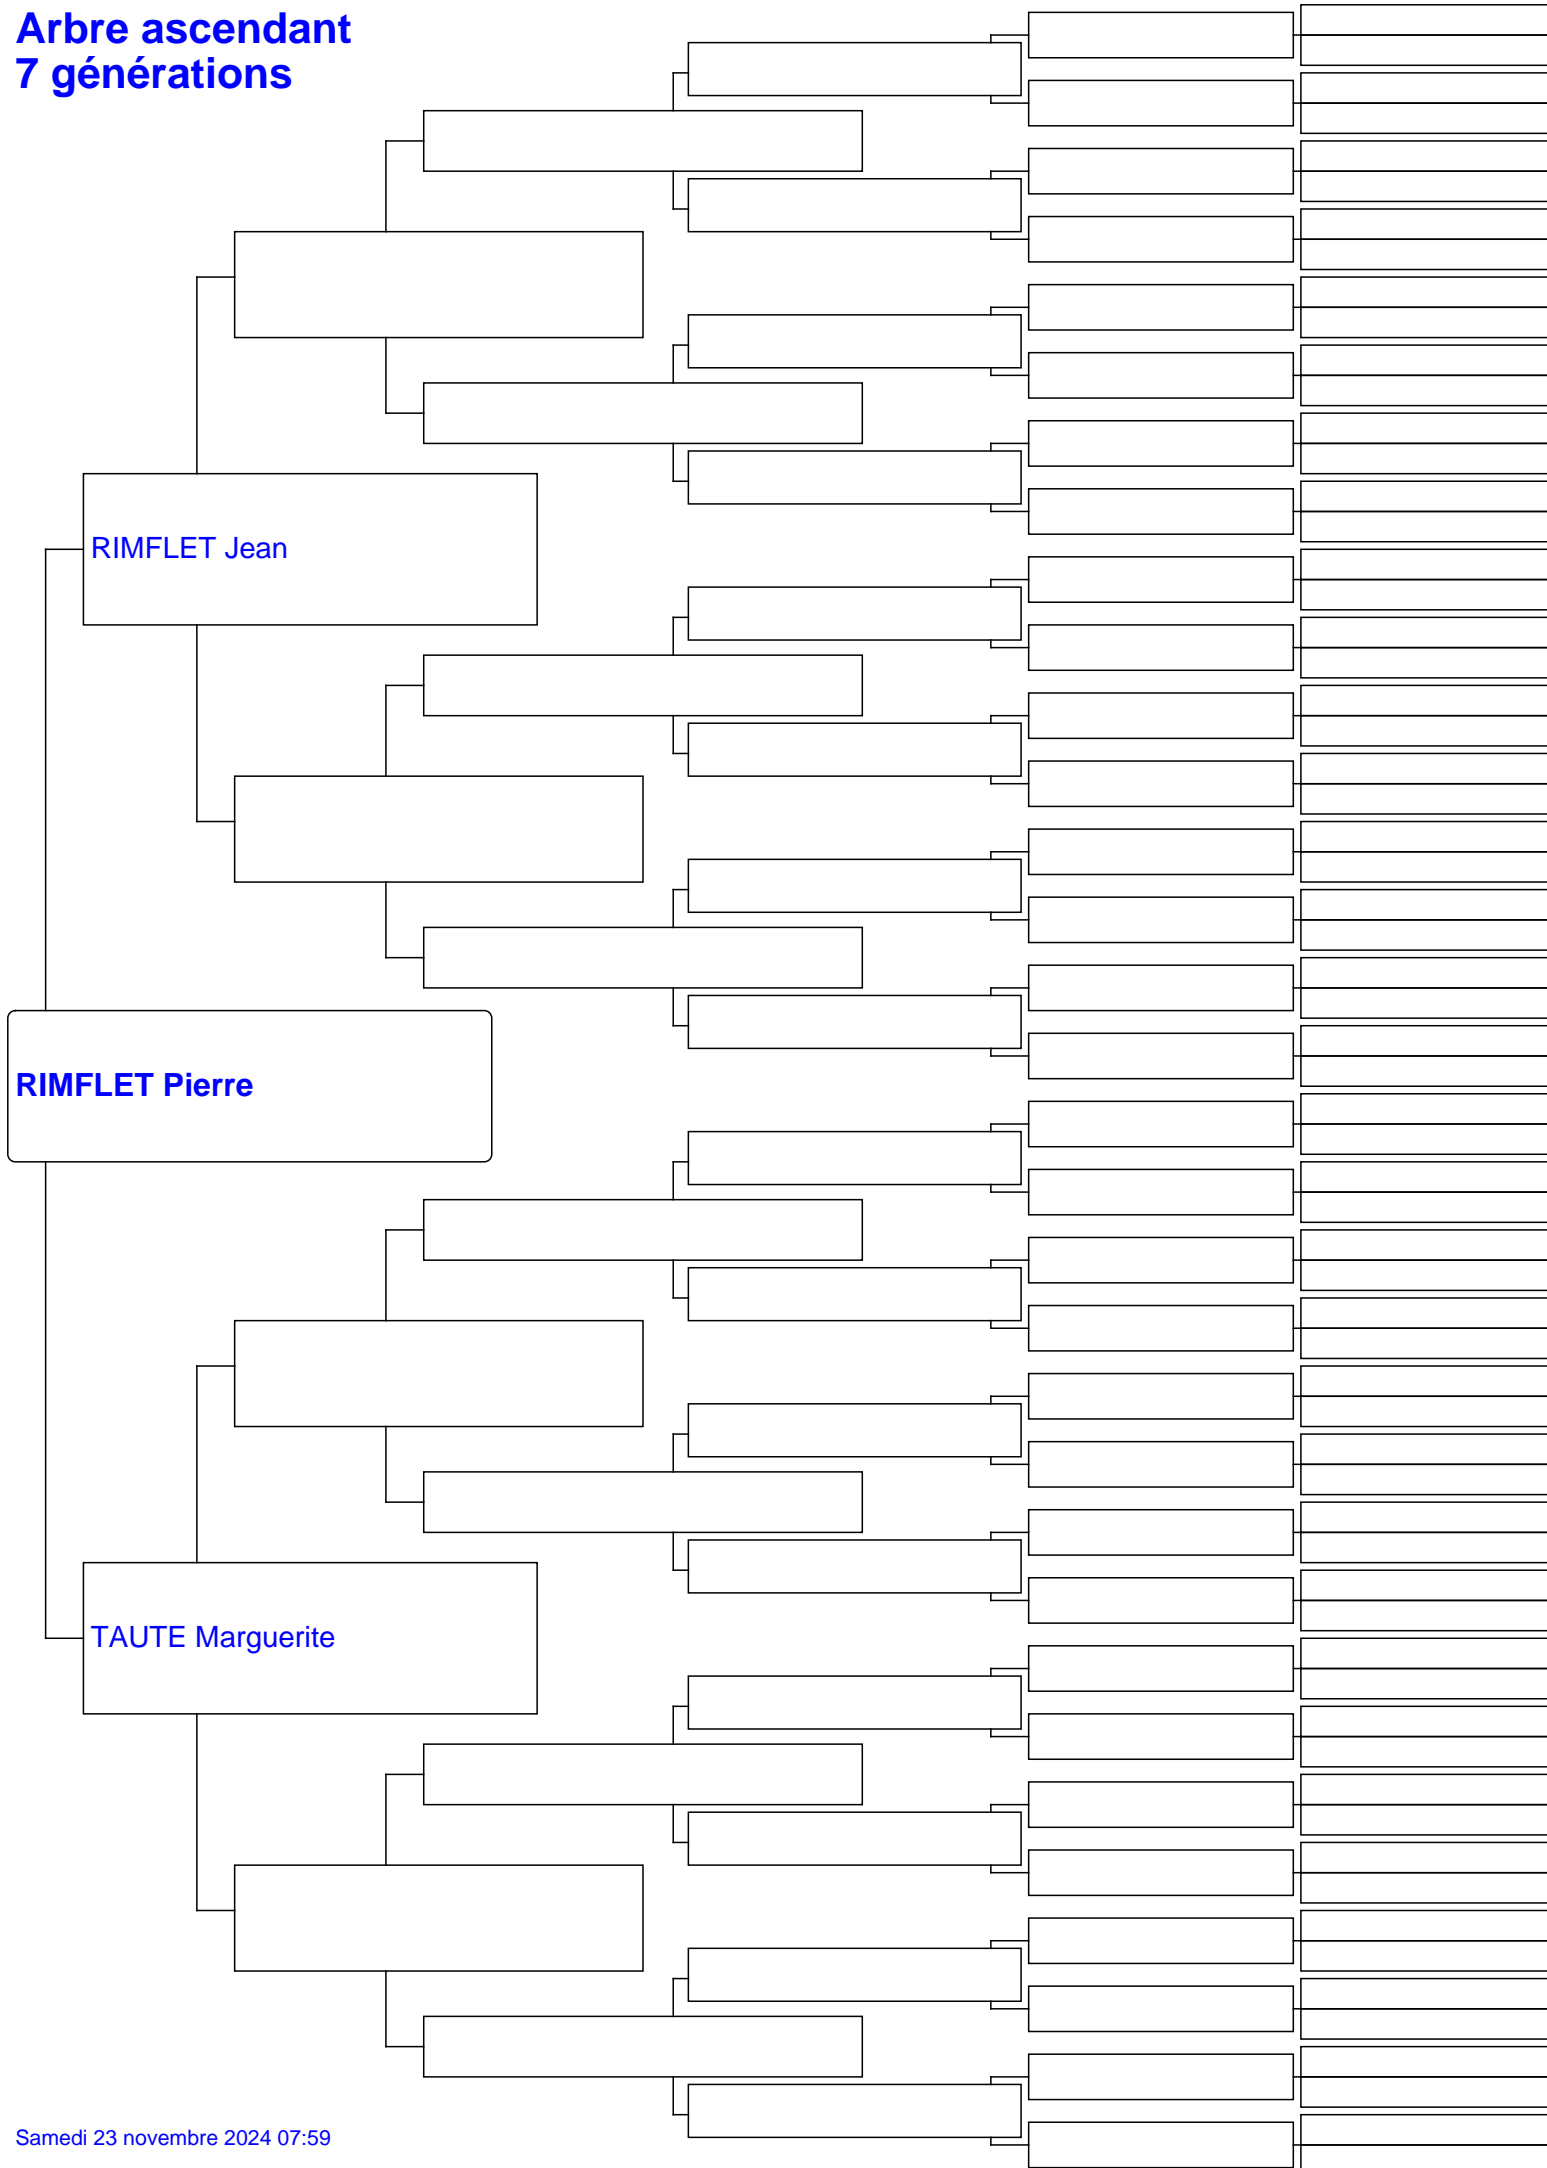 Arbre ascendant
7 générations
RIMFLET Jean
RIMFLET Pierre
TAUTE Marguerite
Samedi 23 novembre 2024 07:59